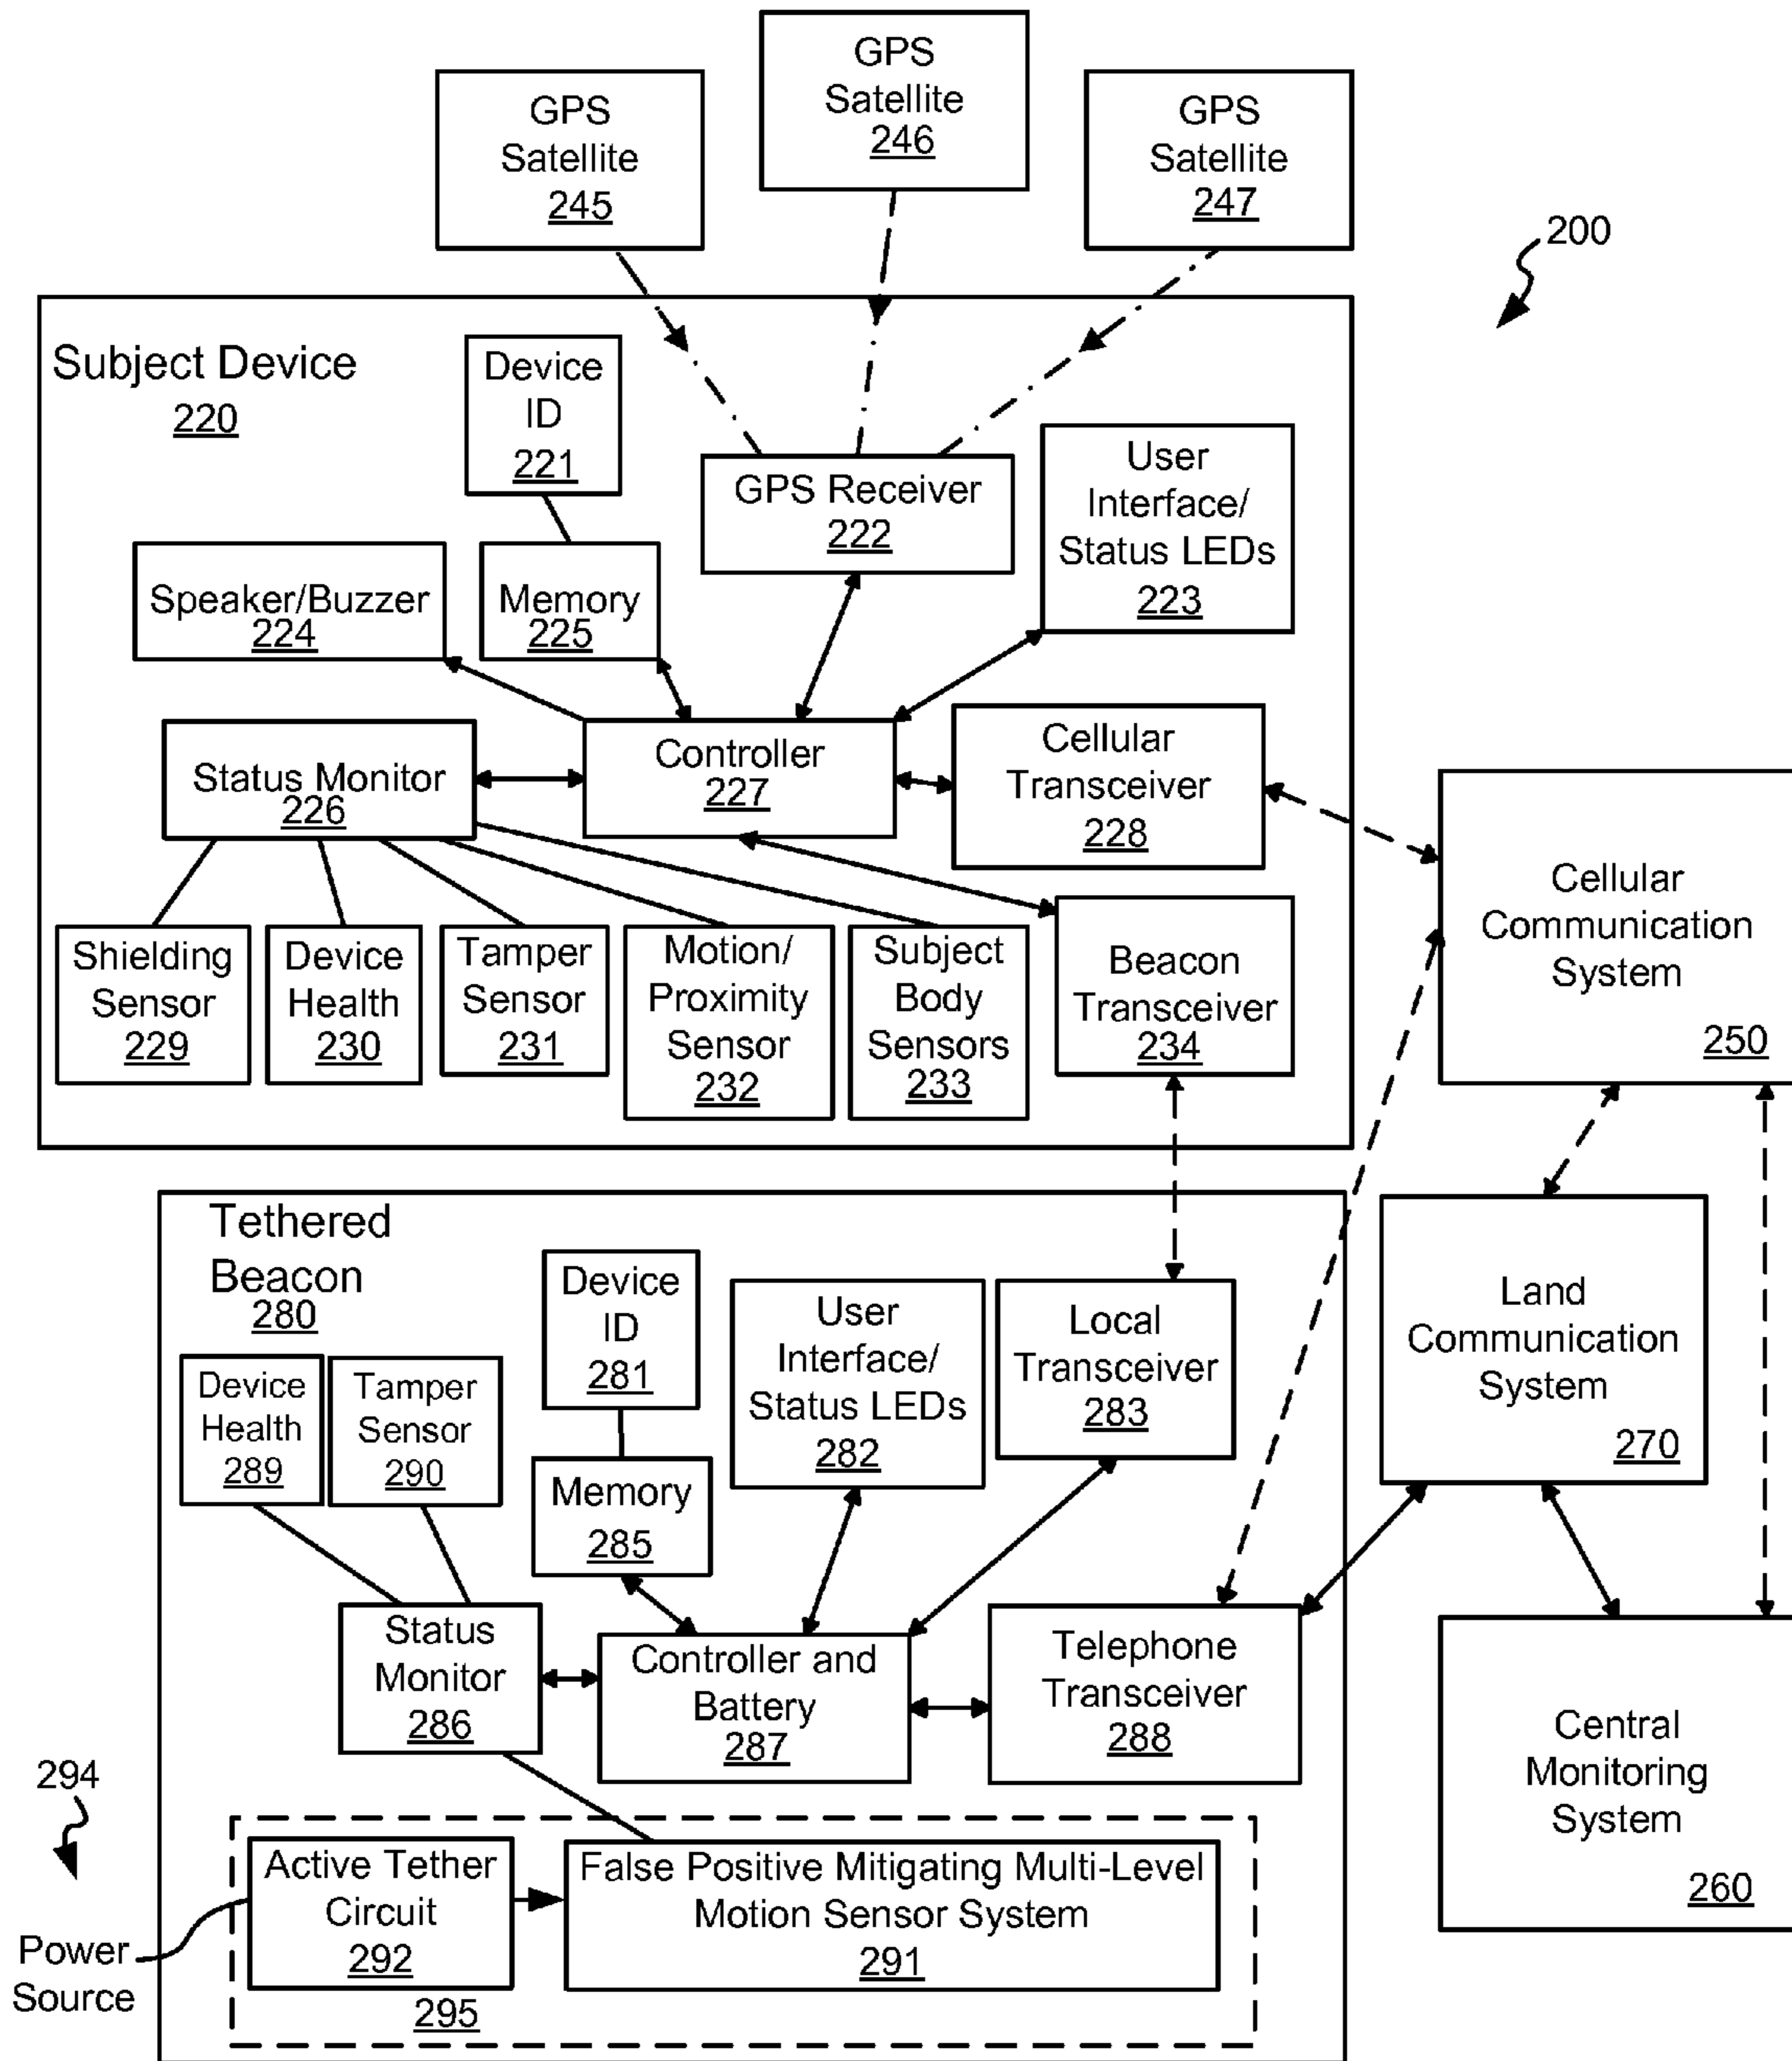 GPS
Satellite
245
GPS
Satellite
246
GPS
Satellite
247
200
Subject Device
220
Device
ID
221
GPS Receiver
222
User
Interface/
Status LEDs
223
Speaker/Buzzer
224
Memory
225
Status Monitor
226
Controller
227
Cellular
Transceiver
228
Shielding
Sensor
229
Device
Health
230
Tamper
Sensor
231
Motion/
Proximity
Sensor
232
Subject
Body
Sensors
233
Beacon
Transceiver
234
Cellular
Communication
System
250
Tethered
Beacon
280
Device
Health
289
Tamper
Sensor
290
Device
ID
281
User
Interface/
Status LEDs
282
Local
Transceiver
283
Land
Communication
System
270
Memory
285
Status
Monitor
286
Controller and
Battery
287
Telephone
Transceiver
288
Central
Monitoring
System
260
294
Active Tether
Circuit
292
False Positive Mitigating Multi-Level
Motion Sensor System
291
Power
Source
295